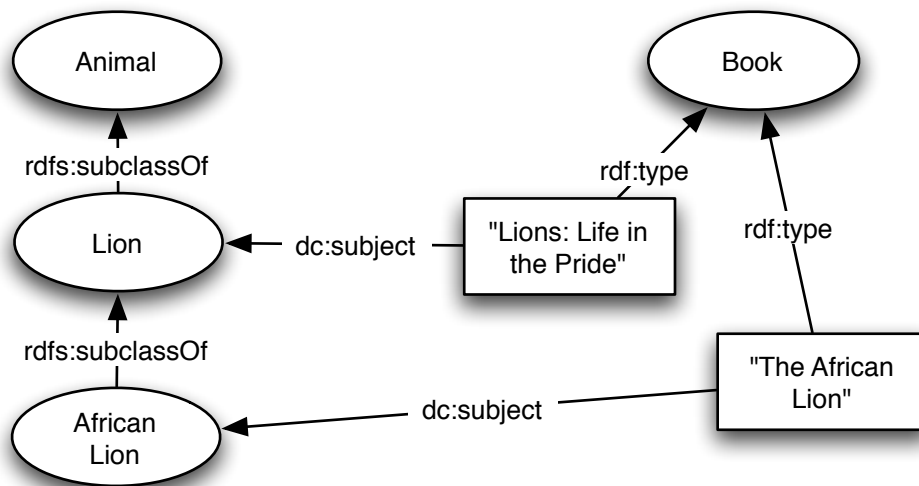 Animal
Book
rdfs:subclassOf
rdf:type
Lion
dc:subject
"Lions: Life in
the Pride"
rdf:type
rdfs:subclassOf
"The African
Lion"
dc:subject
African
Lion